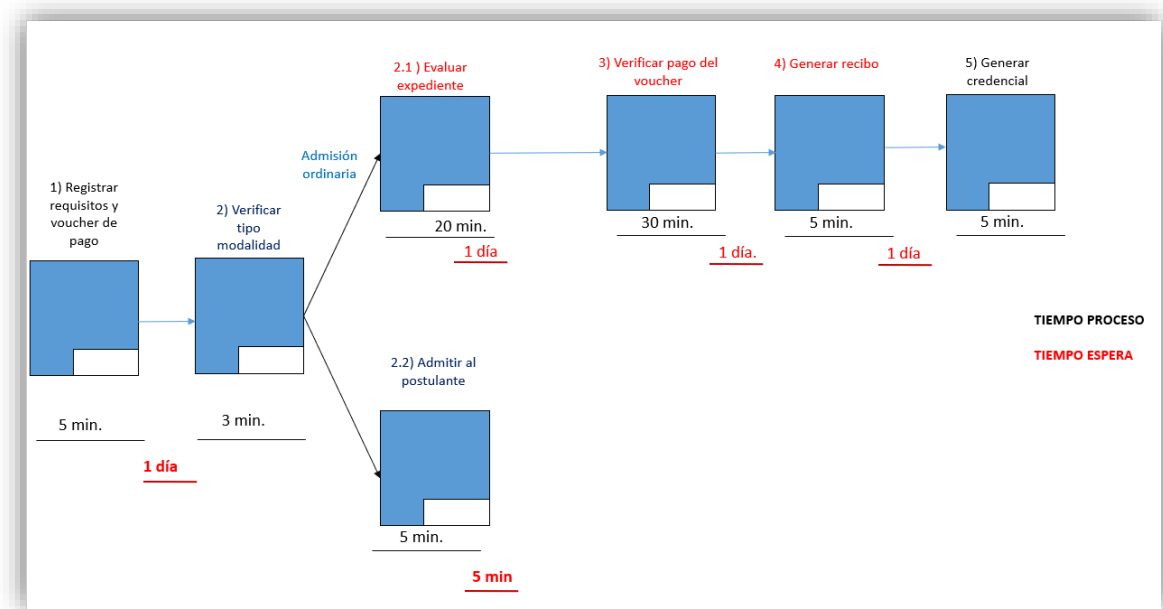 1) Registrar
requisitos y
voucher de
pago
5 min.
1 día
2) Verificar
tipo
modalidad
3 min.
Admisión
ordinaria
2.1 ) Evaluar
expediente
20 min.
1 día
3) Verificar pago del
voucher
30 min.
1 día.
4) Generar recibo
5 min.
1 día
5) Generar
credencial
5 min.
2.2) Admitir al
postulante
5 min.
5 min
TIEMPO PROCESO
TIEMPO ESPERA